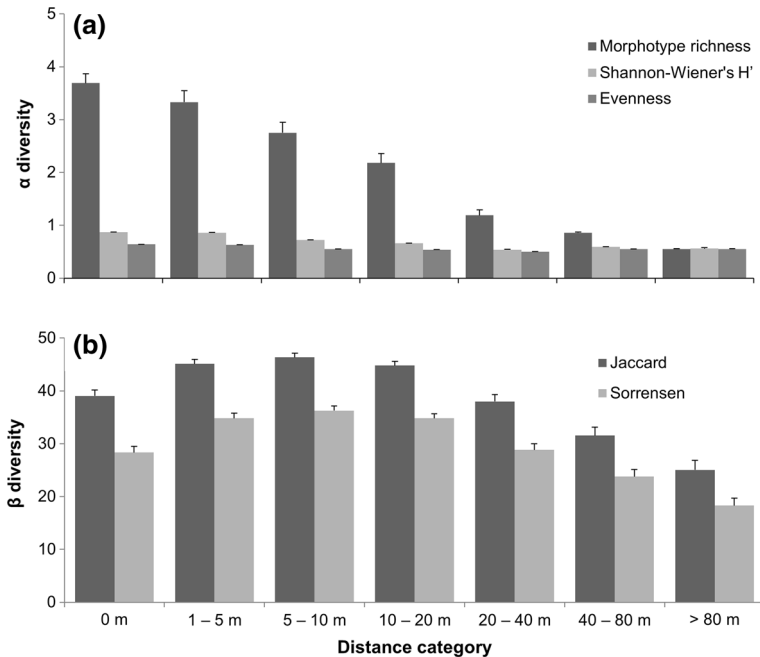 (a)
5
4
3
2
1
0
α diversity
Morphotype richness
Shannon-Wiener's H'
Evenness
(b)
50
40
30
20
10
0
β diversity
Jaccard
Sorrensen
0 m
1 – 5 m
5 – 10 m
10 – 20 m
20 – 40 m
40 – 80 m
> 80 m
Distance category